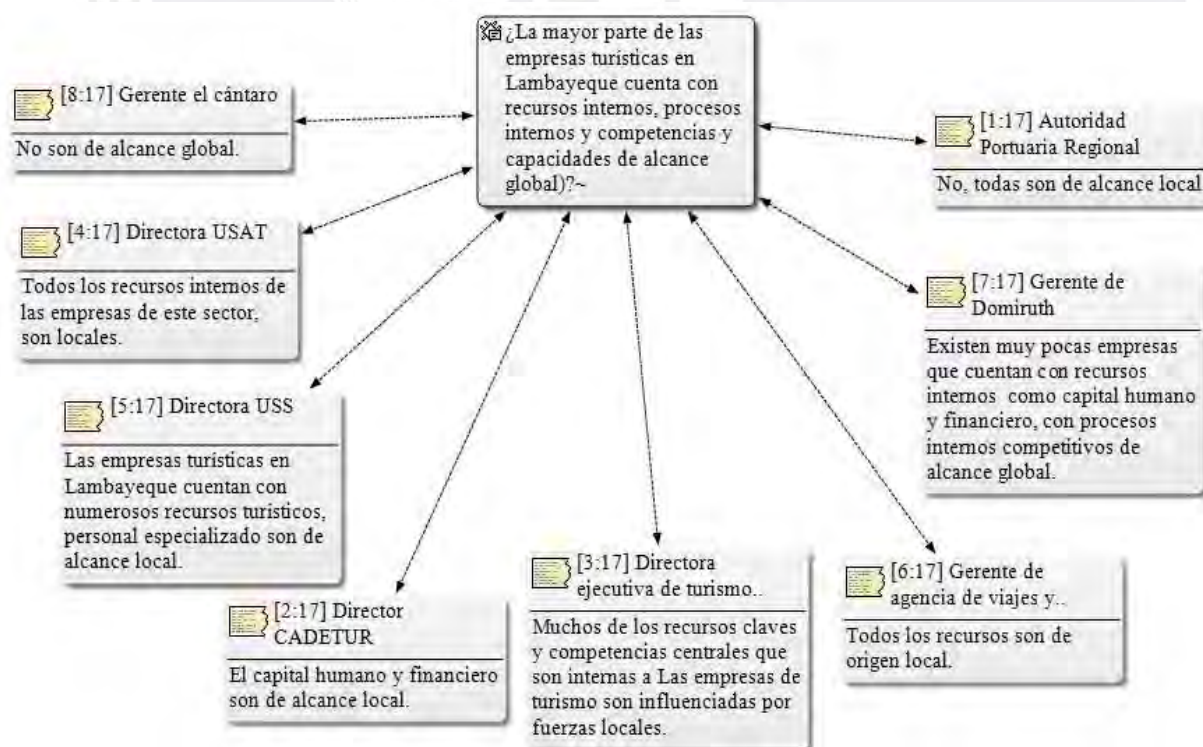 ¿La mayor parte de las
empresas turísticas en
Lambayeque cuenta con
recursos internos, procesos
internos y competencias y
capacidades de alcance
global)?~
[8:17] Gerente el cántaro
No son de alcance global.
[1:17] Autoridad
Portuaria Regional
No, todas son de alcance local
[4:17] Directora USAT
Todos los recursos internos de
las empresas de este sector,
son locales.
[7:17] Gerente de
Domiruth
Existen muy pocas empresas
que cuentan con recursos
internos como capital humano
y financiero, con procesos
internos competitivos de
alcance global.
[5:17] Directora USS
Las empresas turísticas en
Lambayeque cuentan con
numerosos recursos turísticos,
personal especializado son de
alcance local.
[2:17] Director
CADETUR
El capital humano y financiero
son de alcance local.
[3:17] Directora
ejecutiva de turismo..
Muchos de los recursos claves
y competencias centrales que
son internas a Las empresas de
turismo son influenciadas por
fuerzas locales.
[6:17] Gerente de
agencia de viajes y..
Todos los recursos son de
origen local.